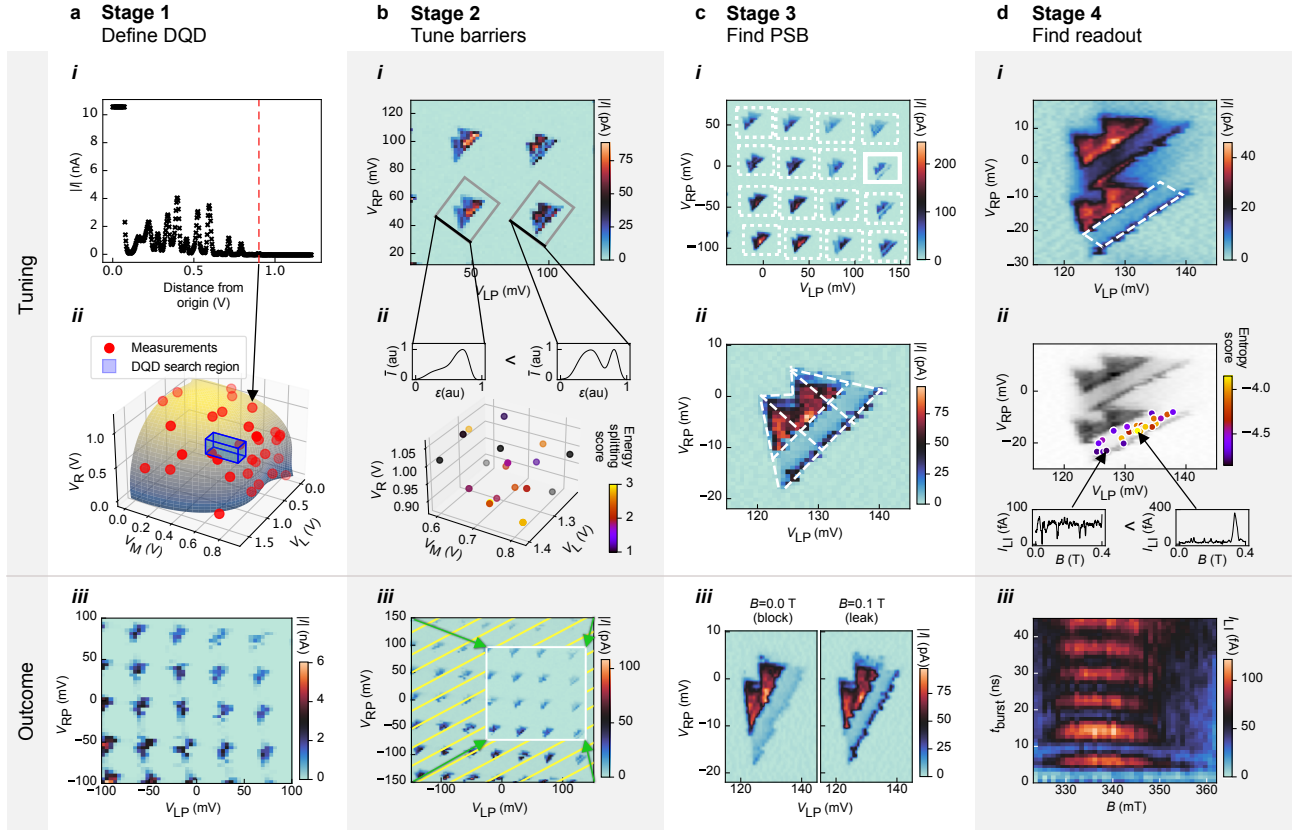 a Stage 1
Define DQD
b Stage 2
Tune barriers
c Stage 3
Find PSB
d Stage 4
Find readout
Tuning
Outcome
i
10
8
6
4
2
0
|I| (nA)
0.0 0.5 1.0
Distance from
origin (V)
ii
Measurements
DQD search region
1.0
0.5
0.0
V_R (V)
0.0 0.2 0.4 0.6 0.8
V_M (V)
0.0
0.5
1.0
1.5
V_L (V)
iii
100
50
0
−50
−100
V_RP (mV)
−100 −50 0 50 100
V_LP (mV)
|I| (nA)
6
4
2
0
i
120
100
80
60
40
20
V_RP (mV)
50 100
V_LP (mV)
|I| (pA)
75
50
25
0
ii
1
0
Ī (au)
0 1
ε(au)
<
1
0
Ī (au)
0 1
ε(au)
1.05
1.00
0.95
0.90
V_R (V)
0.6 0.7 0.8
V_M (V)
1.3
1.4
V_L (V)
Energy
splitting
score
3
2
1
iii
150
100
50
0
−50
−100
−150
V_RP (mV)
−100 0 100
V_LP (mV)
|I| (pA)
100
50
0
i
50
0
−50
−100
V_RP (mV)
0 50 100 150
V_LP (mV)
|I| (pA)
200
100
0
ii
10
0
−10
−20
V_RP (mV)
120 130 140
V_LP (mV)
|I| (pA)
75
50
25
0
iii
B=0.0 T
(block)
B=0.1 T
(leak)
10
0
−10
−20
V_RP (mV)
120 140 120 140
V_LP (mV)
|I| (pA)
75
50
25
0
i
10
0
−10
−20
−30
V_RP (mV)
120 130 140
V_LP (mV)
|I| (pA)
40
20
0
ii
0
−20
V_RP (mV)
120 130 140
V_LP (mV)
Entropy
score
−4.0
−4.5
100
0
I_LI (fA)
0.0 0.4
B (T)
<
400
0
I_LI (fA)
0.0 0.4
B (T)
iii
40
30
20
10
0
t_burst (ns)
330 340 350 360
B (mT)
I_LI (fA)
100
50
0